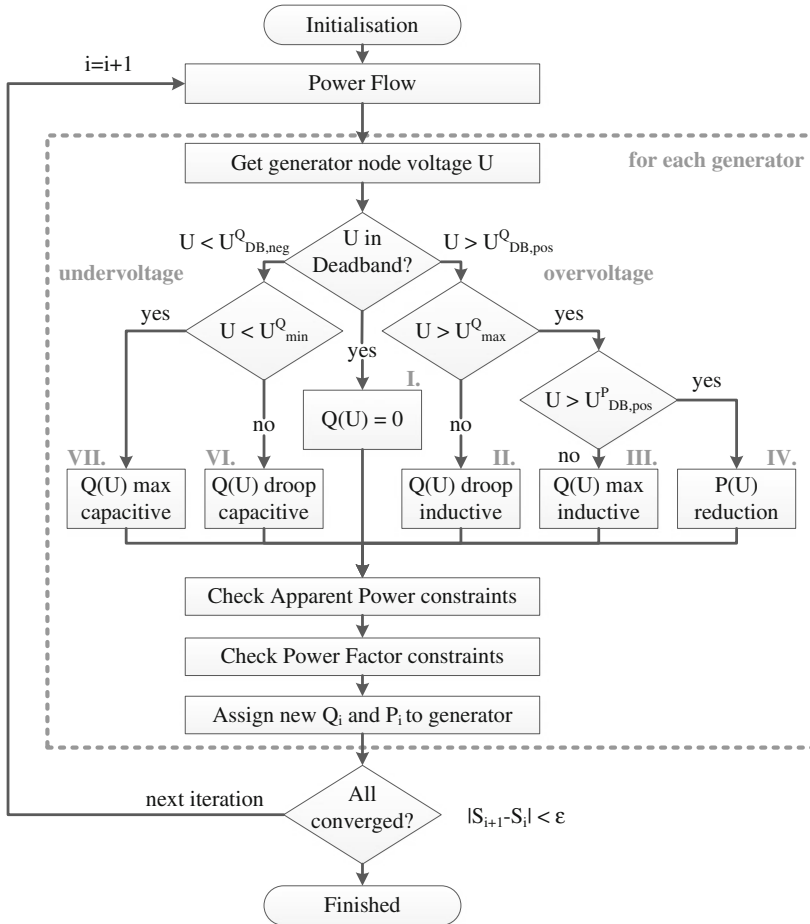 Initialisation
i=i+1
Power Flow
Get generator node voltage U
for each generator
U < U^Q_DB,neg
U in
Deadband?
U > U^Q_DB,pos
undervoltage
overvoltage
yes
U < U^Q_min
yes
U > U^Q_max
yes
I.
Q(U) = 0
U > U^P_DB,pos
yes
no
no
no
VII.
Q(U) max
capacitive
VI.
Q(U) droop
capacitive
II.
Q(U) droop
inductive
III.
Q(U) max
inductive
IV.
P(U)
reduction
Check Apparent Power constraints
Check Power Factor constraints
Assign new Q_i and P_i to generator
next iteration
All
converged?
|S_i+1-S_i| < ε
Finished